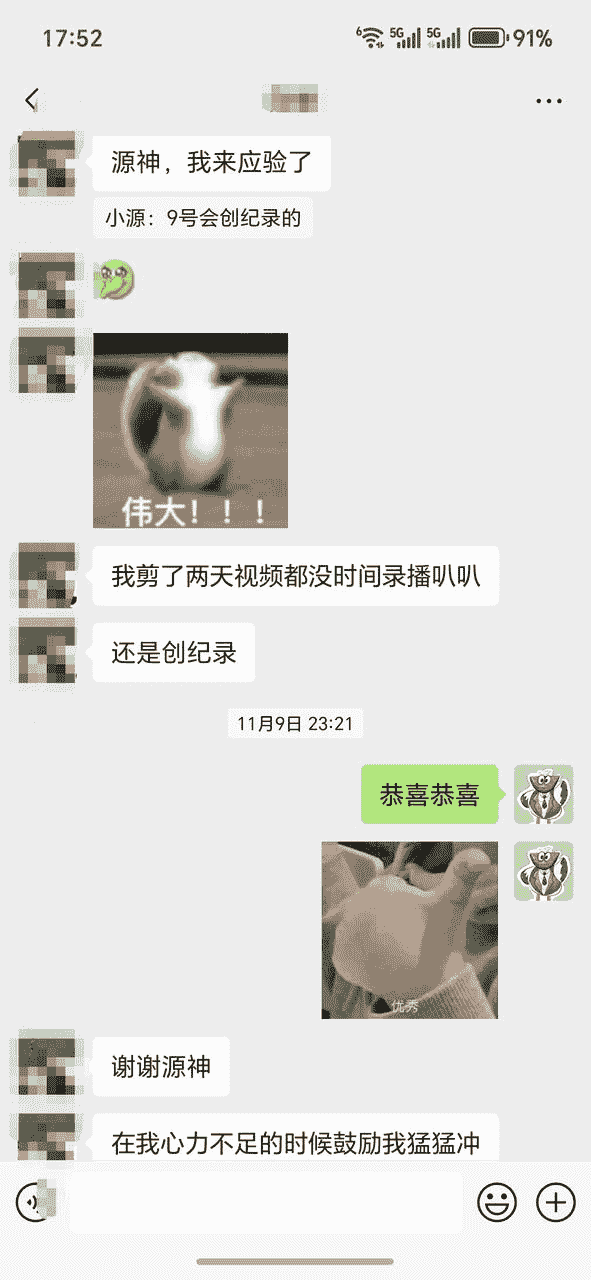 17:52
6 5G 5G 91%
源神，我来应验了
小源：9号会创纪录的
伟大！！！
我剪了两天视频都没时间录播叭叭
还是创纪录
11月9日 23:21
恭喜恭喜
优秀
谢谢源神
在我心力不足的时候鼓励我猛猛冲